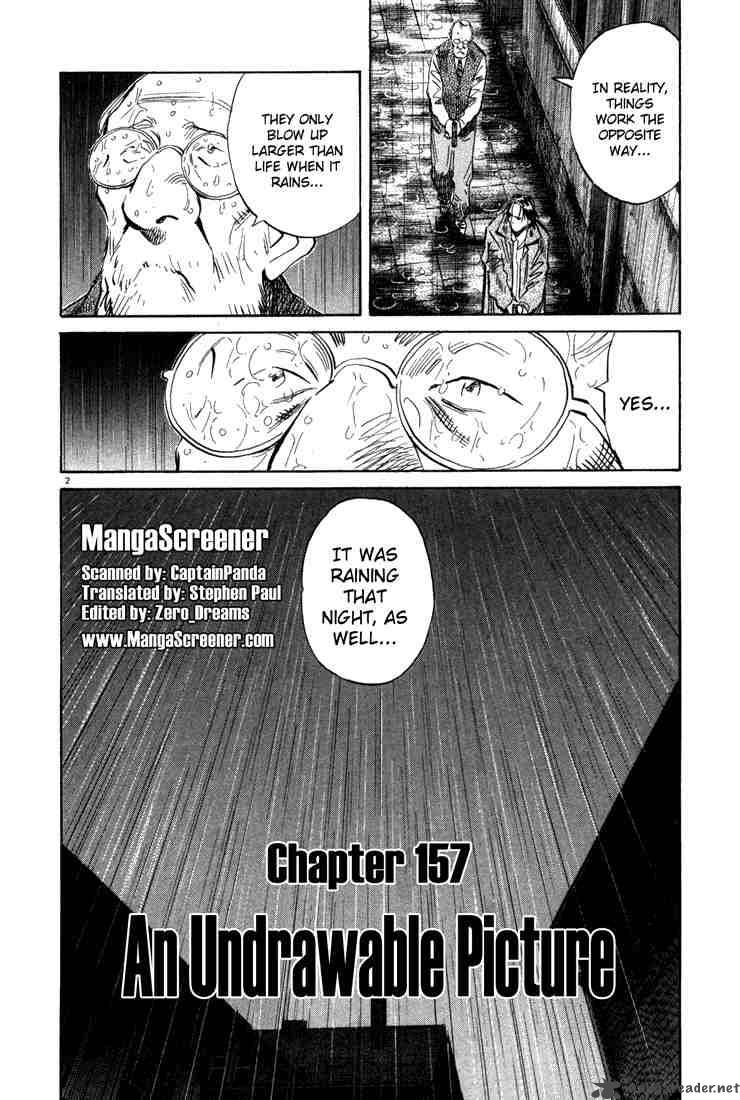 IN REALITY,
THINGS
WORK THE
OPPOSITE
WAY...
THEY ONLY
BLOW UP
LARGER THAN
LIFE WHEN IT
RAINS...
YES...
2
MangaScreener
Scanned by: CaptainPanda
Translated by: Stephen Paul
Edited by: Zero_Dreams
www.MangaScreener.com
IT WAS
RAINING
THAT
NIGHT, AS
WELL...
Chapter 157
An Undrawable Picture